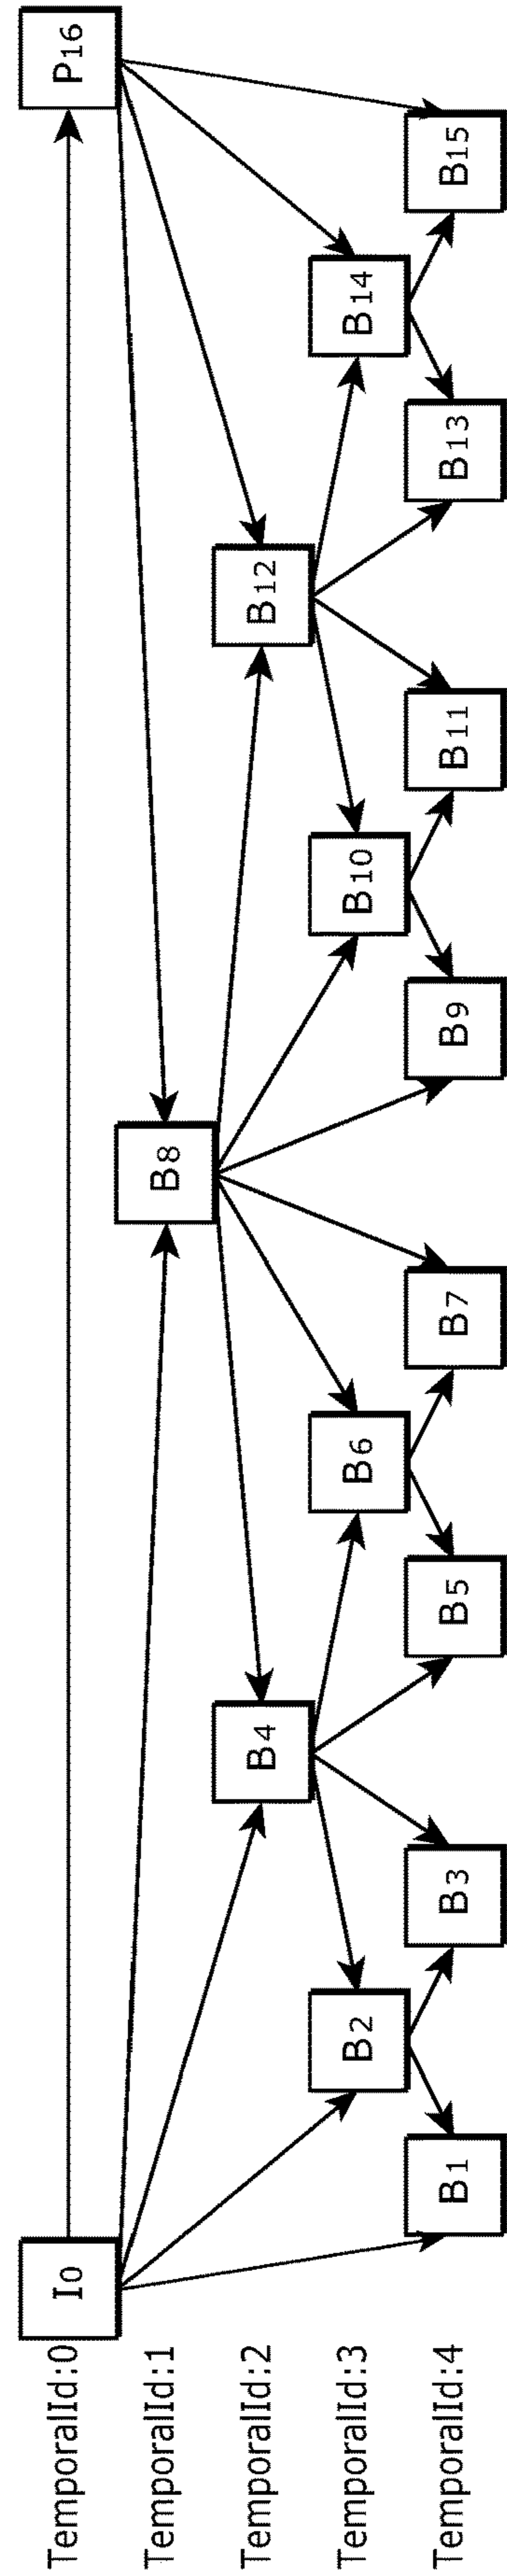 TemporalId:0 I0 P16
TemporalId:1 B8
TemporalId:2 B4 B12
TemporalId:3 B2 B6 B10 B14
TemporalId:4 B1 B3 B5 B7 B9 B11 B13 B15